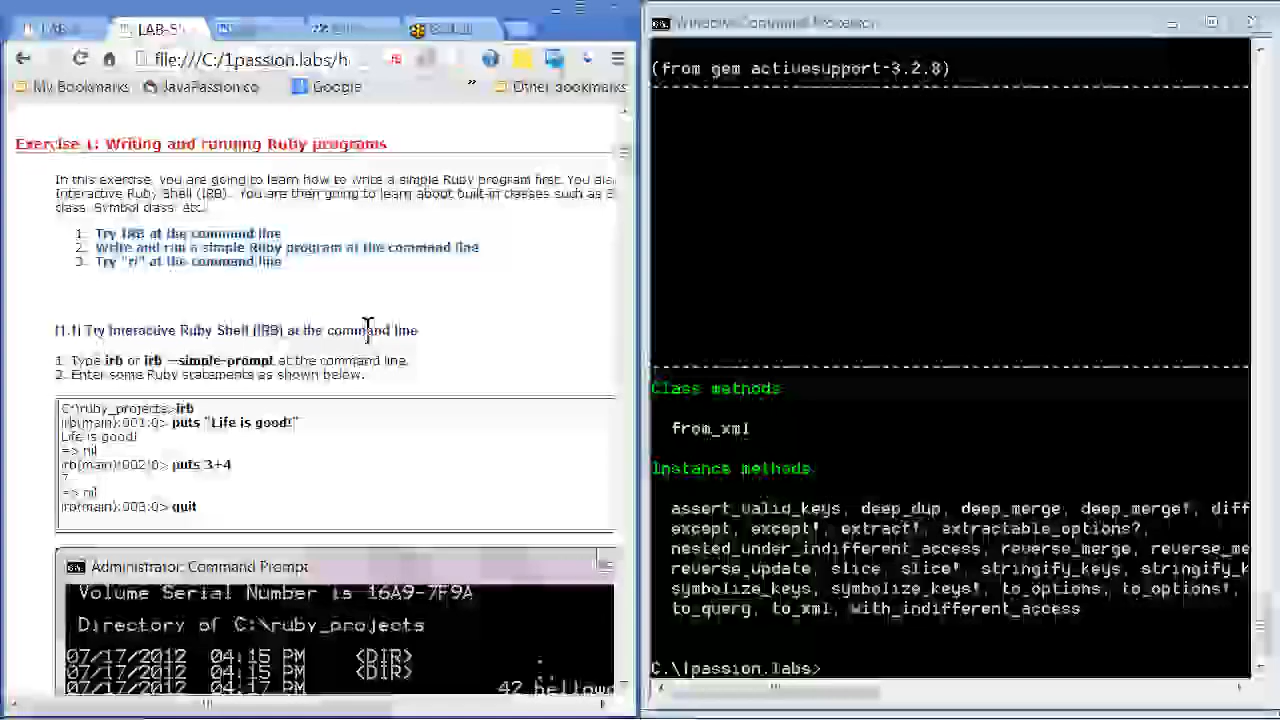 LAB-S
file:///C:/1passion.labs/h
My Bookmarks JavaPassion.co Google » Other bookmarks
Exercise 1: Writing and running Ruby programs
In this exercise, you are going to learn how to write a simple Ruby program first. You
Interactive Ruby Shell (IRB). You are then going to learn about built-in classes such as
class, Symbol class, etc.
1. Try IRB at the command line
2. Write and run a simple Ruby program at the command line
3. Try "ri" at the command line
(1.1) Try Interactive Ruby Shell (IRB) at the command line
1. Type irb or irb --simple-prompt at the command line.
2. Enter some Ruby statements as shown below.
C:\ruby_projects>irb
irb(main):001:0> puts "Life is good!"
Life is good!
=> nil
irb(main):002:0> puts 3+4
=> nil
irb(main):003:0> quit
Administrator: Command Prompt
Volume Serial Number is 16A9-7F9A
Directory of C:\ruby_projects
07/17/2012 04:15 PM <DIR> .
07/17/2012 04:15 PM <DIR> ..
07/17/2012 04:17 PM 42
Windows Command Processor
(from gem activesupport-3.2.8)
Class methods
from_xml
Instance methods
assert_valid_keys, deep_dup, deep_merge, deep_merge!, diff
except, except!, extract!, extractable_options?,
nested_under_indifferent_access, reverse_merge, reverse_me
reverse_update, slice, slice!, stringify_keys, stringify_k
symbolize_keys, symbolize_keys!, to_options, to_options!,
to_query, to_xml, with_indifferent_access
C:\1passion.labs>